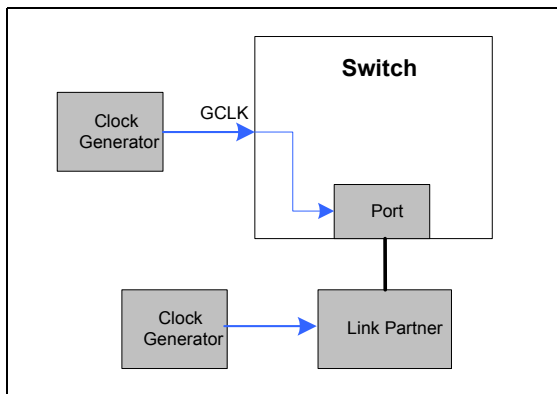 Switch
Clock
Generator
GCLK
Port
Clock
Generator
Link Partner